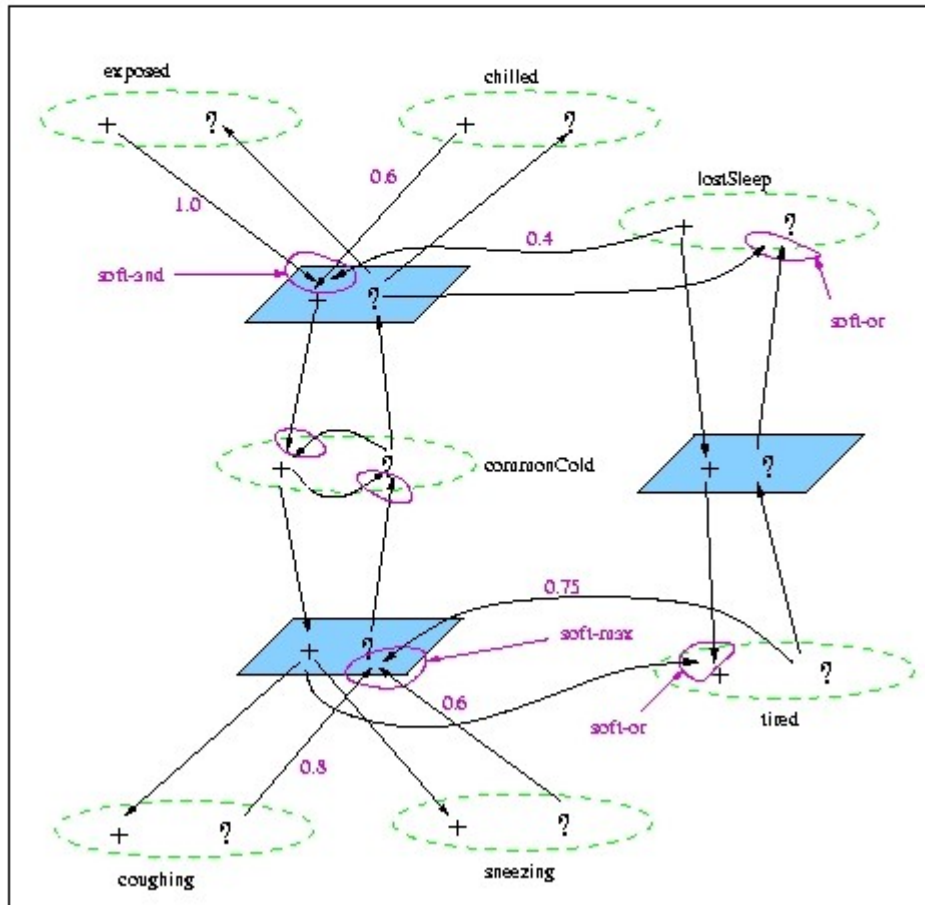 exposed
chilled
+ ?
+ ?
0.6
1.0
lostSleep
+ ?
0.4
soft-and
+ ?
soft-or
+ ?
commonCold
+ ?
0.75
soft-max
+ ?
+ ?
0.6
soft-or
tired
0.8
+ ?
+ ?
coughing
sneezing